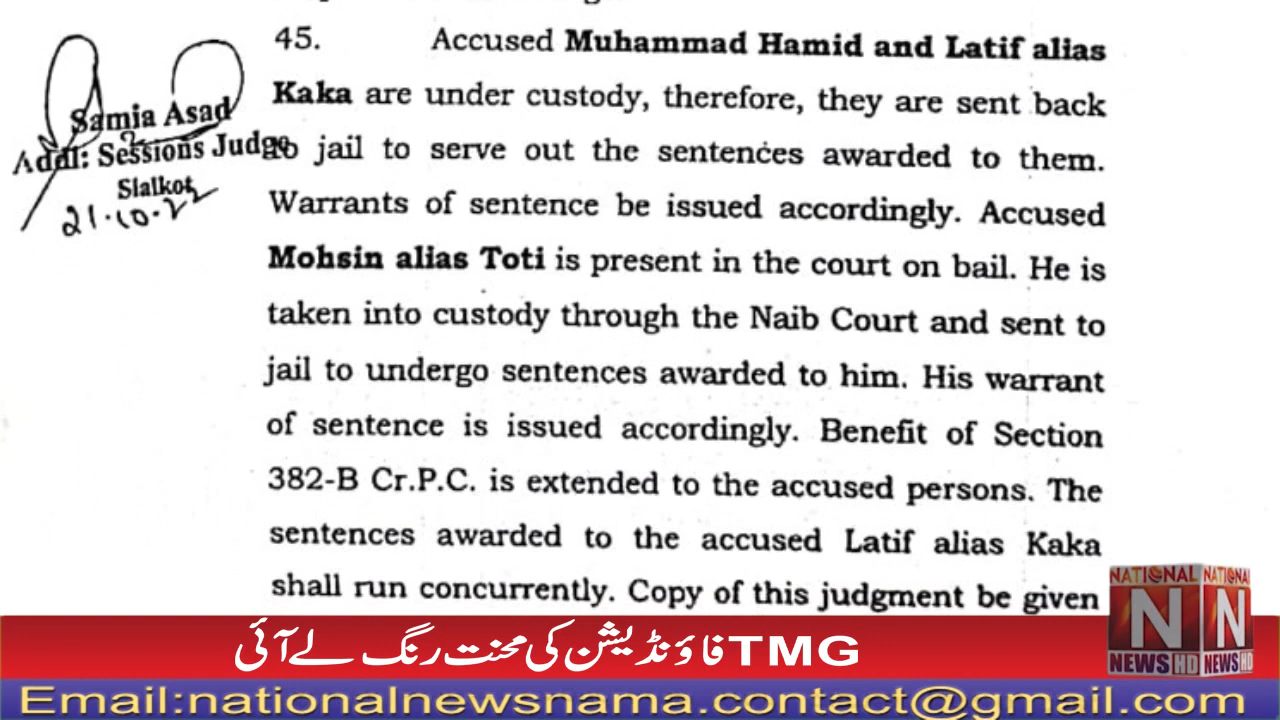 45. Accused Muhammad Hamid and Latif alias
Kaka are under custody, therefore, they are sent back
to jail to serve out the sentences awarded to them.
Warrants of sentence be issued accordingly. Accused
Mohsin alias Toti is present in the court on bail. He is
taken into custody through the Naib Court and sent to
jail to undergo sentences awarded to him. His warrant
of sentence is issued accordingly. Benefit of Section
382-B Cr.P.C. is extended to the accused persons. The
sentences awarded to the accused Latif alias Kaka
shall run concurrently. Copy of this judgment be given
Samia Asad
Addl: Sessions Judge
Sialkot
21.10.22
TMG فاؤنڈیشن کی محنت رنگ لے آئی
NATIONAL NATIONAL
N N
NEWS HD NEWS HD
Email:nationalnewsnama.contact@gmail.com